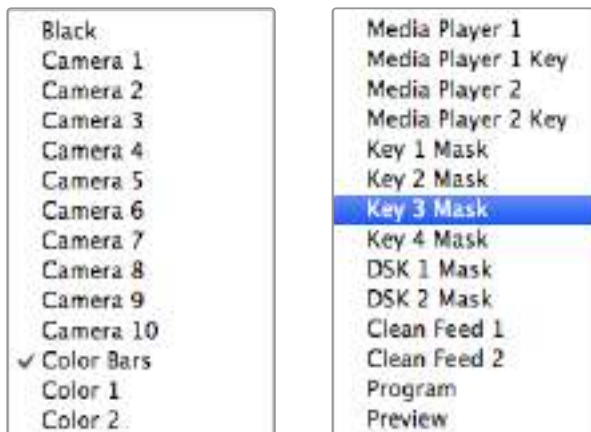 Black
Camera 1
Camera 2
Camera 3
Camera 4
Camera 5
Camera 6
Camera 7
Camera 8
Camera 9
Camera 10
✓ Color Bars
Color 1
Color 2
Media Player 1
Media Player 1 Key
Media Player 2
Media Player 2 Key
Key 1 Mask
Key 2 Mask
Key 3 Mask
Key 4 Mask
DSK 1 Mask
DSK 2 Mask
Clean Feed 1
Clean Feed 2
Program
Preview